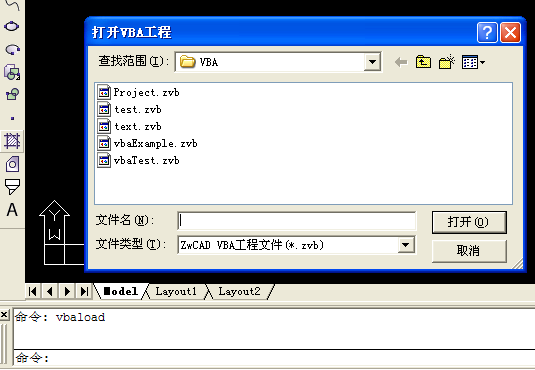 打开VBA工程
查找范围(I):
VBA
Project.zvb
test.zvb
text.zvb
vbaExample.zvb
vbaTest.zvb
文件名(N):
打开(O)
文件类型(T):
ZwCAD VBA工程文件(*.zvb)
取消
A
W
Model
Layout1
Layout2
命令: vbaload
命令: